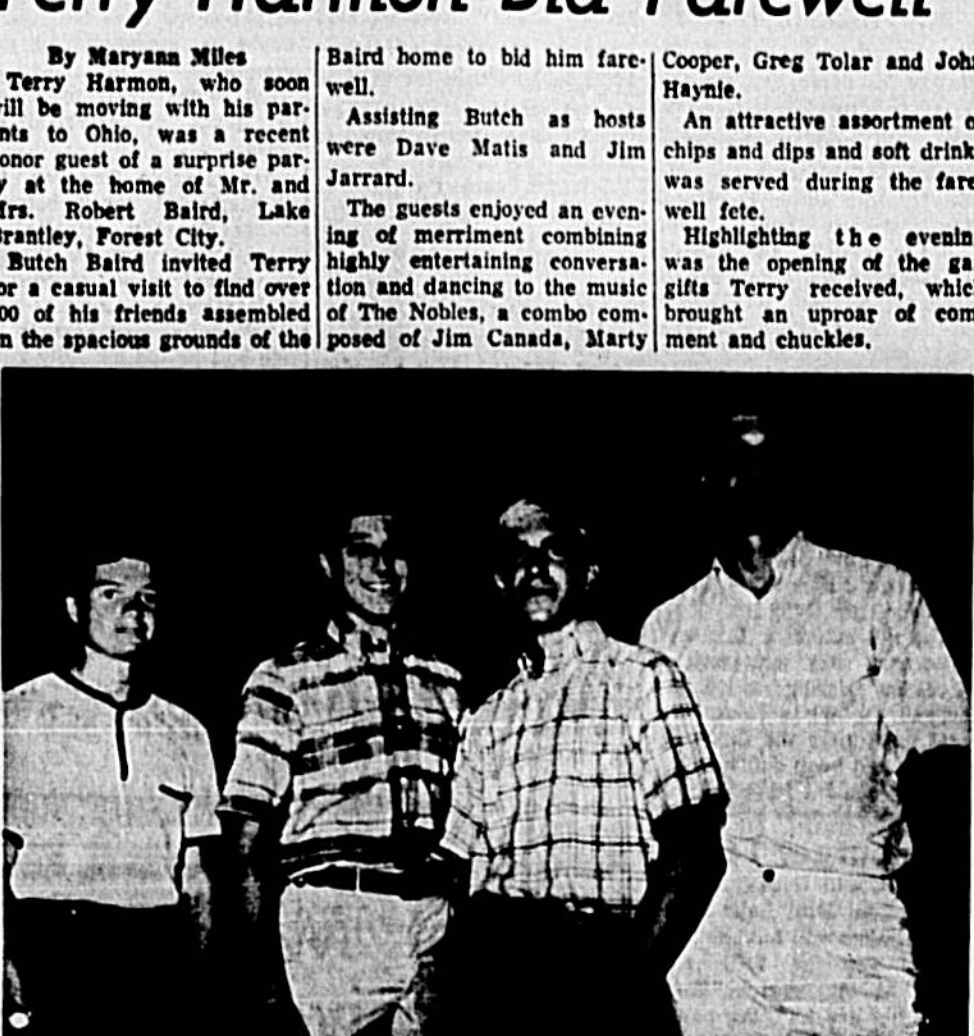 Terry Harmon Bid Farewell
By Maryann Miles
Terry Harmon, who soon
ill be moving with his par-
nts to Ohio, was a recent
onor guest of a surprise par-
y at the home of Mr. and
rs. Robert Baird, Lake
rantley, Forest City.
Butch Baird invited Terry
or a casual visit to find over
00 of his friends assembled
n the spacious grounds of the
Baird home to bid him fare-
well.
Assisting Butch as hosts
were Dave Matis and Jim
Jarrard.
The guests enjoyed an even-
ing of merriment combining
highly entertaining conversa-
tion and dancing to the music
of The Nobles, a combo com-
posed of Jim Canada, Marty
Cooper, Greg Tolar and John
Haynie.
An attractive assortment o
chips and dips and soft drink
was served during the fare
well fete.
Highlighting the evenin
was the opening of the ga
gifts Terry received, whic
brought an uproar of com
ment and chuckles.